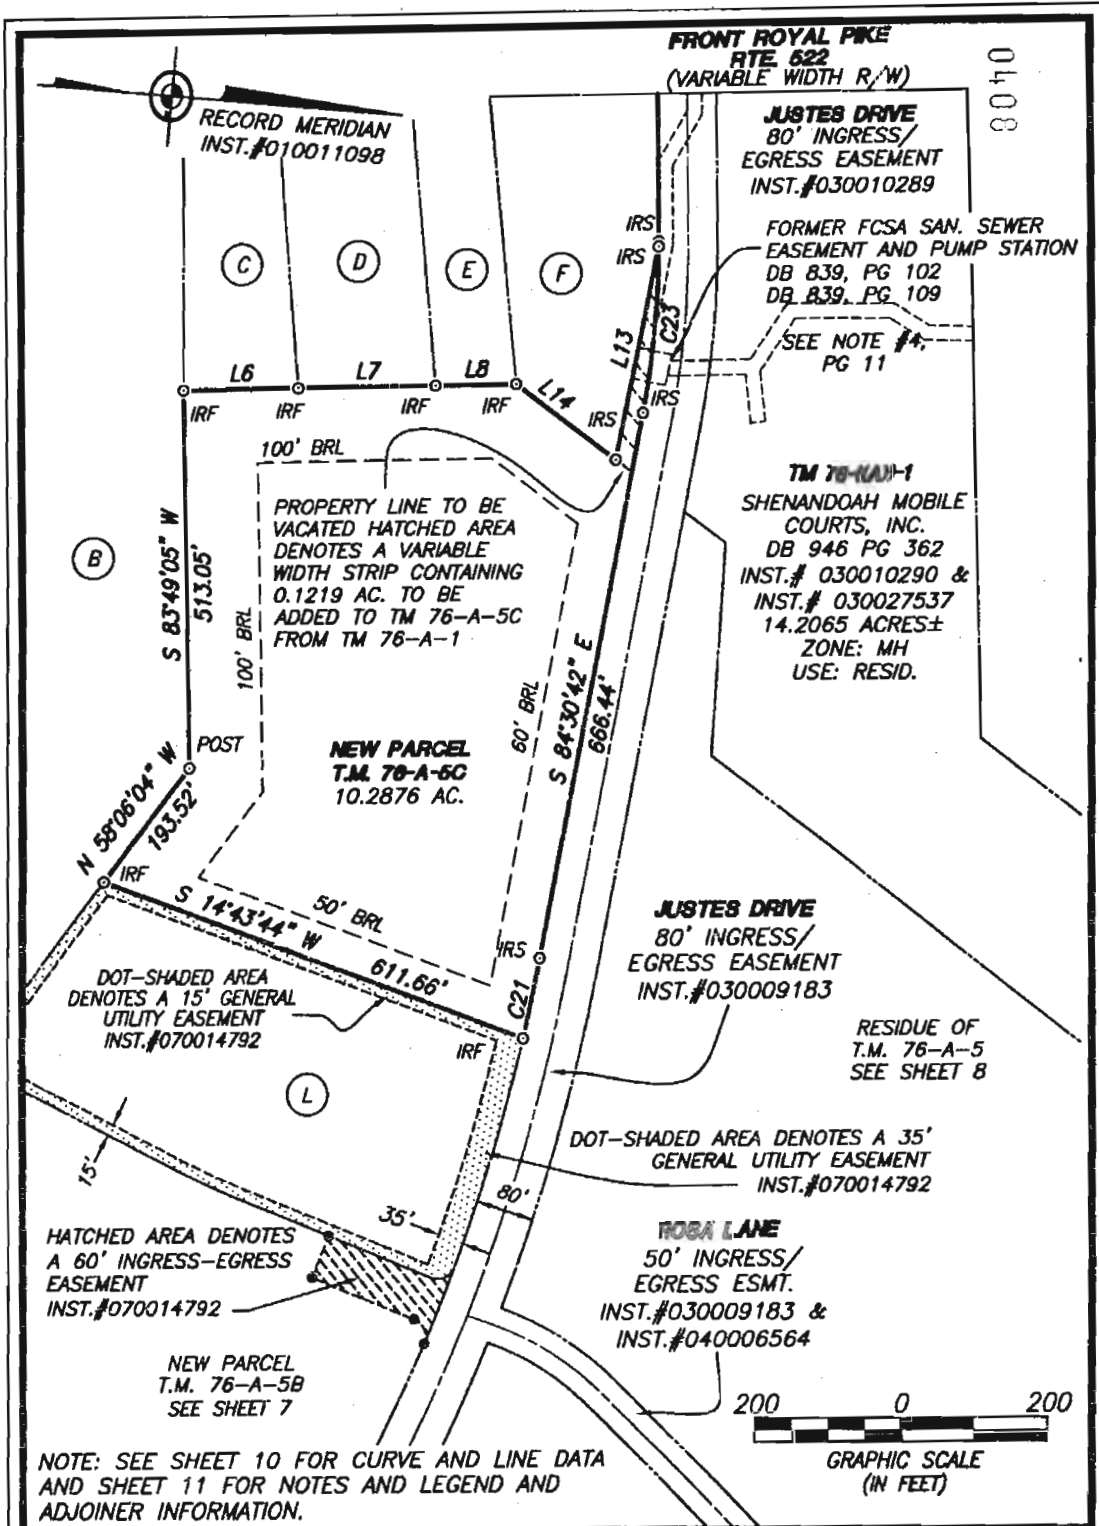 FRONT ROYAL PIKE
RTE. 522
(VARIABLE WIDTH R/W)
0408
RECORD MERIDIAN
INST.#010011098
JUSTES DRIVE
80' INGRESS/
EGRESS EASEMENT
INST.#030010289
IRS
IRS
FORMER FCSA SAN. SEWER
EASEMENT AND PUMP STATION
DB 839, PG 102
DB 839, PG 109
C
D
E
F
SEE NOTE #4,
PG 11
L13
C23
L6
L7
L8
L14
IRF
IRF
IRF
IRF
IRS
IRS
100' BRL
PROPERTY LINE TO BE
VACATED HATCHED AREA
DENOTES A VARIABLE
WIDTH STRIP CONTAINING
0.1219 AC. TO BE
ADDED TO TM 76-A-5C
FROM TM 76-A-1
TM 76-((A))-1
SHENANDOAH MOBILE
COURTS, INC.
DB 946 PG 362
INST.# 030010290 &
INST.# 030027537
14.2065 ACRES±
ZONE: MH
USE: RESID.
B
S 83°49'05" W
513.05'
100' BRL
60' BRL
S 84°30'42" E
666.44'
POST
NEW PARCEL
T.M. 76-A-5C
10.2876 AC.
N 58°06'04" W
193.52'
IRF
S 14°43'44" W
611.66'
50' BRL
IRS
C21
IRF
JUSTES DRIVE
80' INGRESS/
EGRESS EASEMENT
INST.#030009183
DOT-SHADED AREA
DENOTES A 15' GENERAL
UTILITY EASEMENT
INST.#070014792
RESIDUE OF
T.M. 76-A-5
SEE SHEET 8
L
DOT-SHADED AREA DENOTES A 35'
GENERAL UTILITY EASEMENT
INST.#070014792
15'
35'
80'
HATCHED AREA DENOTES
A 60' INGRESS-EGRESS
EASEMENT
INST.#070014792
LANE
50' INGRESS/
EGRESS ESMT.
INST.#030009183 &
INST.#040006564
NEW PARCEL
T.M. 76-A-5B
SEE SHEET 7
200 0 200
GRAPHIC SCALE
(IN FEET)
NOTE: SEE SHEET 10 FOR CURVE AND LINE DATA
AND SHEET 11 FOR NOTES AND LEGEND AND
ADJOINER INFORMATION.